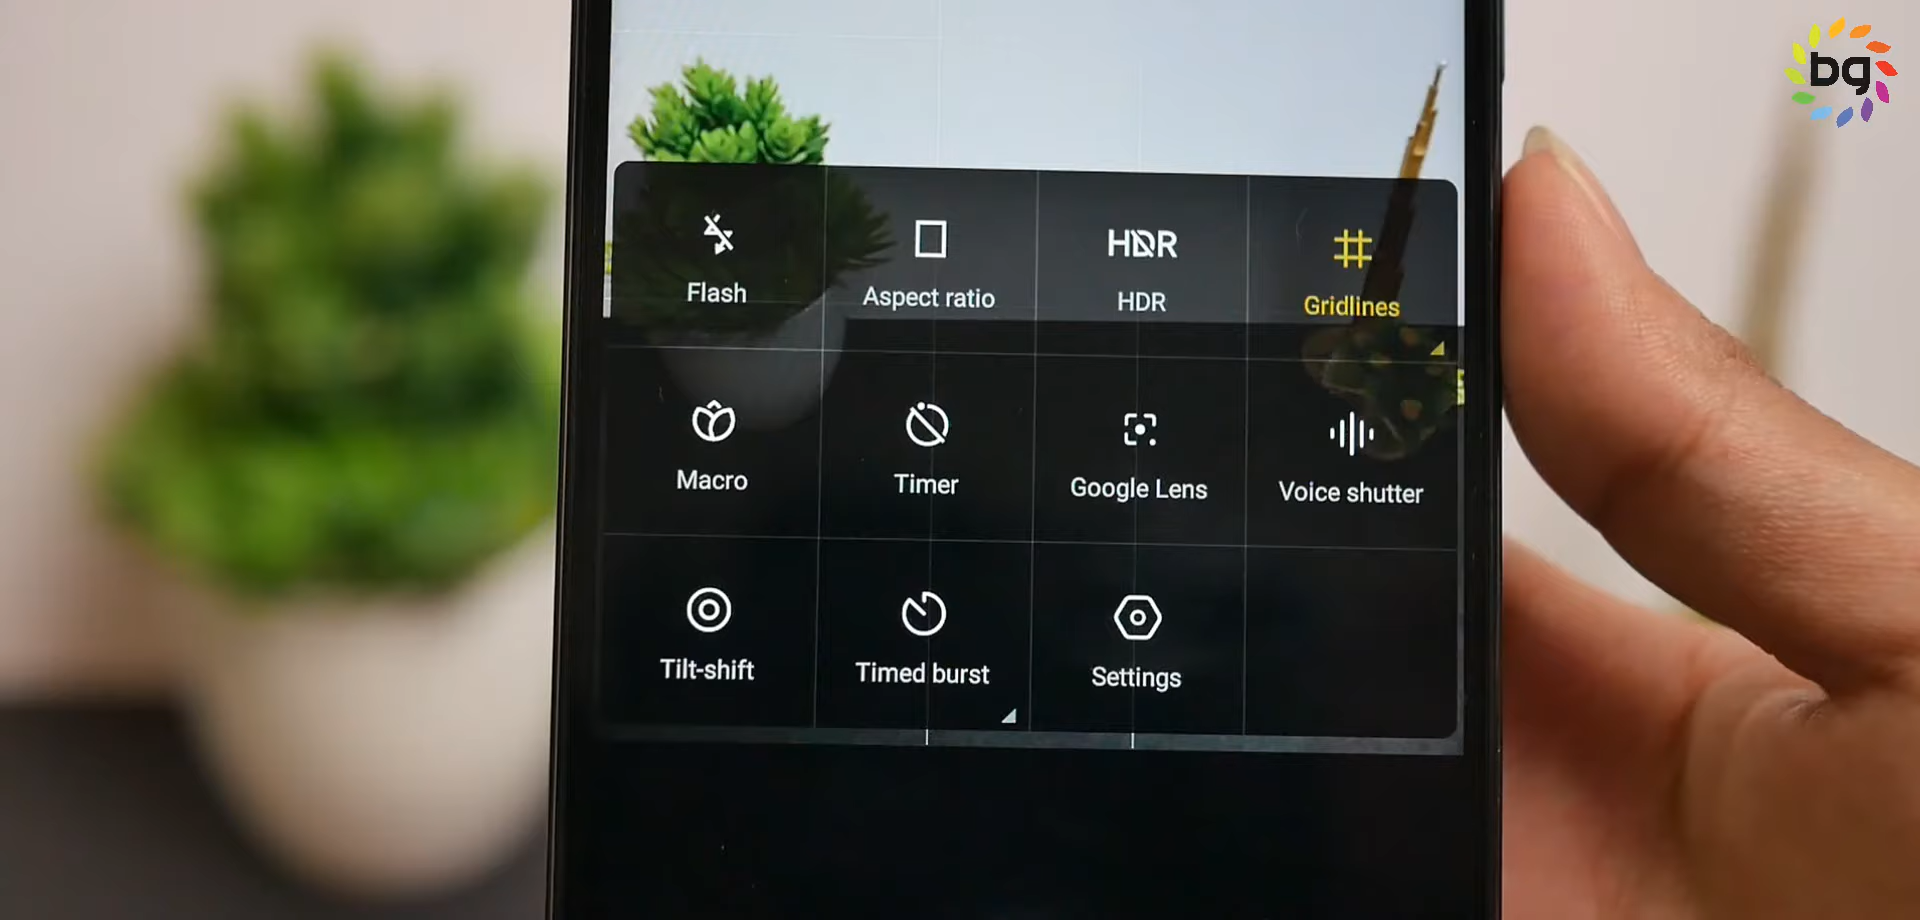 bg
HDR
Flash
Aspect ratio
HDR
Gridlines
Macro
Timer
Google Lens
Voice shutter
Tilt-shift
Timed burst
Settings